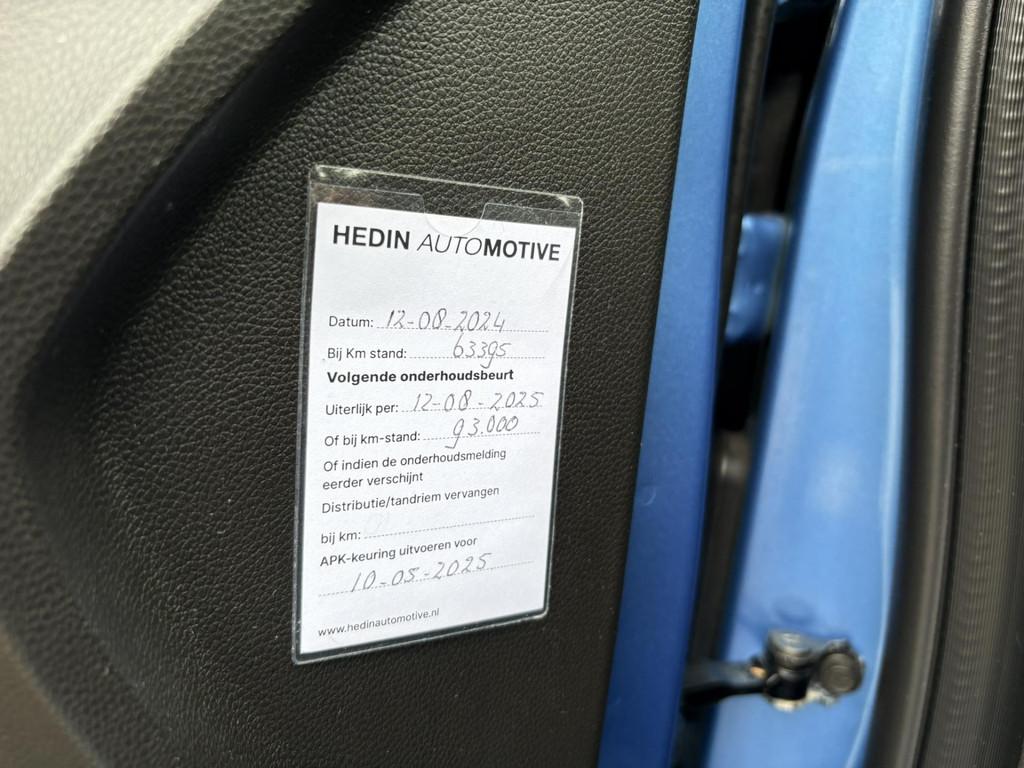 HEDIN AUTOMOTIVE
Datum: 12-08-2024
Bij Km stand: 63395
Volgende onderhoudsbeurt
Uiterlijk per: 12-08-2025
Of bij km-stand: 93.000
Of indien de onderhoudsmelding
eerder verschijnt
Distributie/tandriem vervangen
bij km:
APK-keuring uitvoeren voor
10-05-2025
www.hedinautomotive.nl